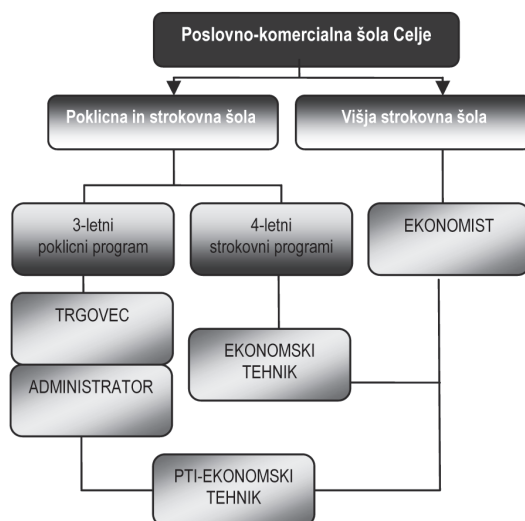 Poslovno-komercialna šola Celje
Poklicna in strokovna šola
Višja strokovna šola
3-letni
poklicni program
4-letni
strokovni programi
EKONOMIST
TRGOVEC
EKONOMSKI
TEHNIK
ADMINISTRATOR
PTI-EKONOMSKI
TEHNIK